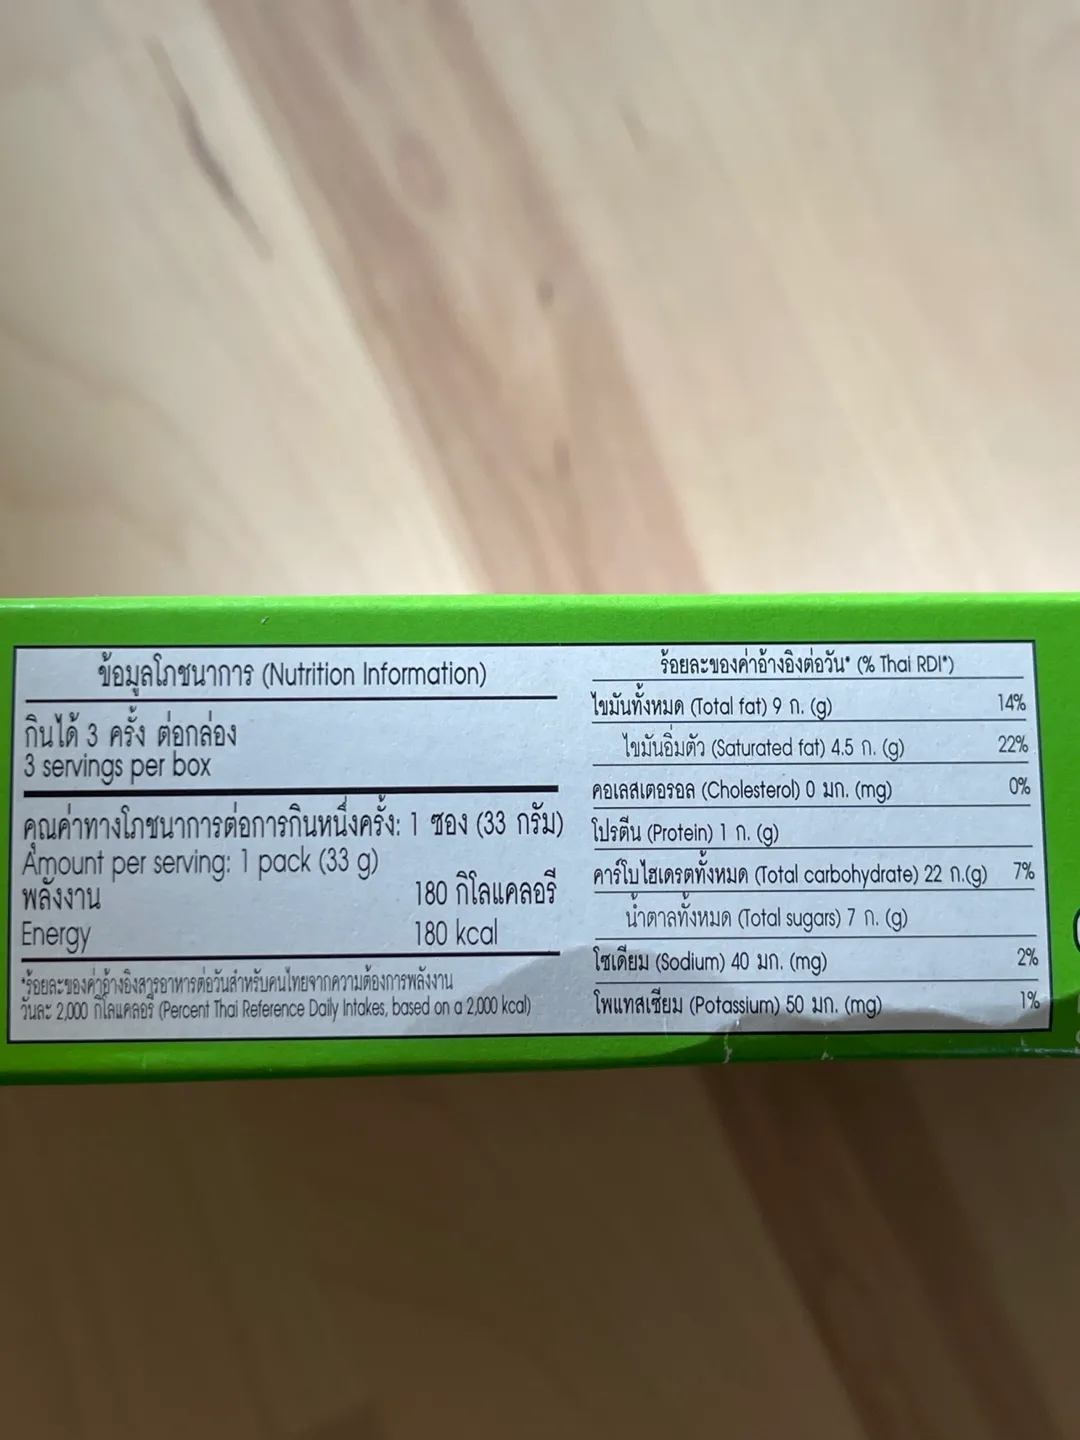 ข้อมูลโภชนาการ (Nutrition Information)
กินได้ 3 ครั้ง ต่อกล่อง
3 servings per box
คุณค่าทางโภชนาการต่อการกินหนึ่งครั้ง: 1 ซอง (33 กรัม)
Amount per serving: 1 pack (33 g)
พลังงาน 180 กิโลแคลอรี
Energy 180 kcal
*ร้อยละของค่าอ้างอิงสารอาหารต่อวันสำหรับคนไทยจากความต้องการพลังงาน
วันละ 2,000 กิโลแคลอรี (Percent Thai Reference Daily Intakes, based on a 2,000 kcal)
ร้อยละของค่าอ้างอิงต่อวัน* (% Thai RDI*)
ไขมันทั้งหมด (Total fat) 9 ก. (g) 14%
ไขมันอิ่มตัว (Saturated fat) 4.5 ก. (g) 22%
คอเลสเตอรอล (Cholesterol) 0 มก. (mg) 0%
โปรตีน (Protein) 1 ก. (g)
คาร์โบไฮเดรตทั้งหมด (Total carbohydrate) 22 ก.(g) 7%
น้ำตาลทั้งหมด (Total sugars) 7 ก. (g)
โซเดียม (Sodium) 40 มก. (mg) 2%
โพแทสเซียม (Potassium) 50 มก. (mg) 1%